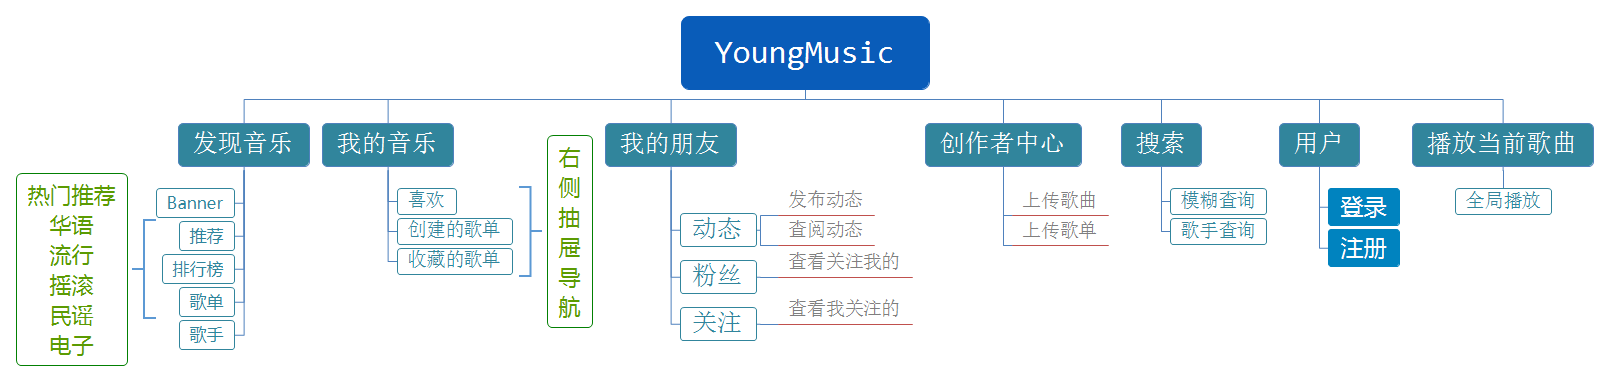 YoungMusic
发现音乐
我的音乐
我的朋友
创作者中心
搜索
用户
播放当前歌曲
热门推荐
华语
流行
摇滚
民谣
电子
Banner
推荐
排行榜
歌单
歌手
喜欢
创建的歌单
收藏的歌单
右
侧
抽
屉
导
航
动态
发布动态
查阅动态
粉丝
查看关注我的
关注
查看我关注的
上传歌曲
上传歌单
模糊查询
歌手查询
登录
注册
全局播放